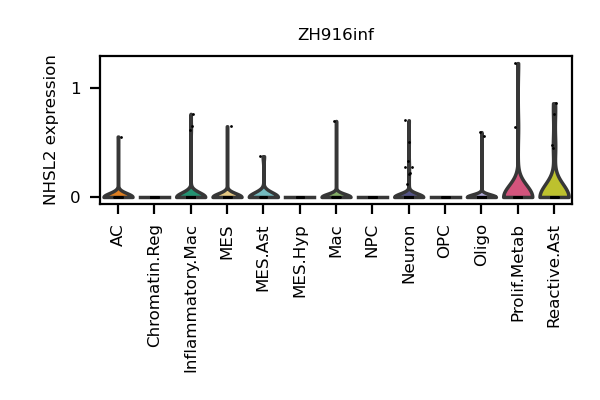 ZH916inf
NHSL2 expression
1
0
AC
Chromatin.Reg
Inflammatory.Mac
MES
MES.Ast
MES.Hyp
Mac
NPC
Neuron
OPC
Oligo
Prolif.Metab
Reactive.Ast